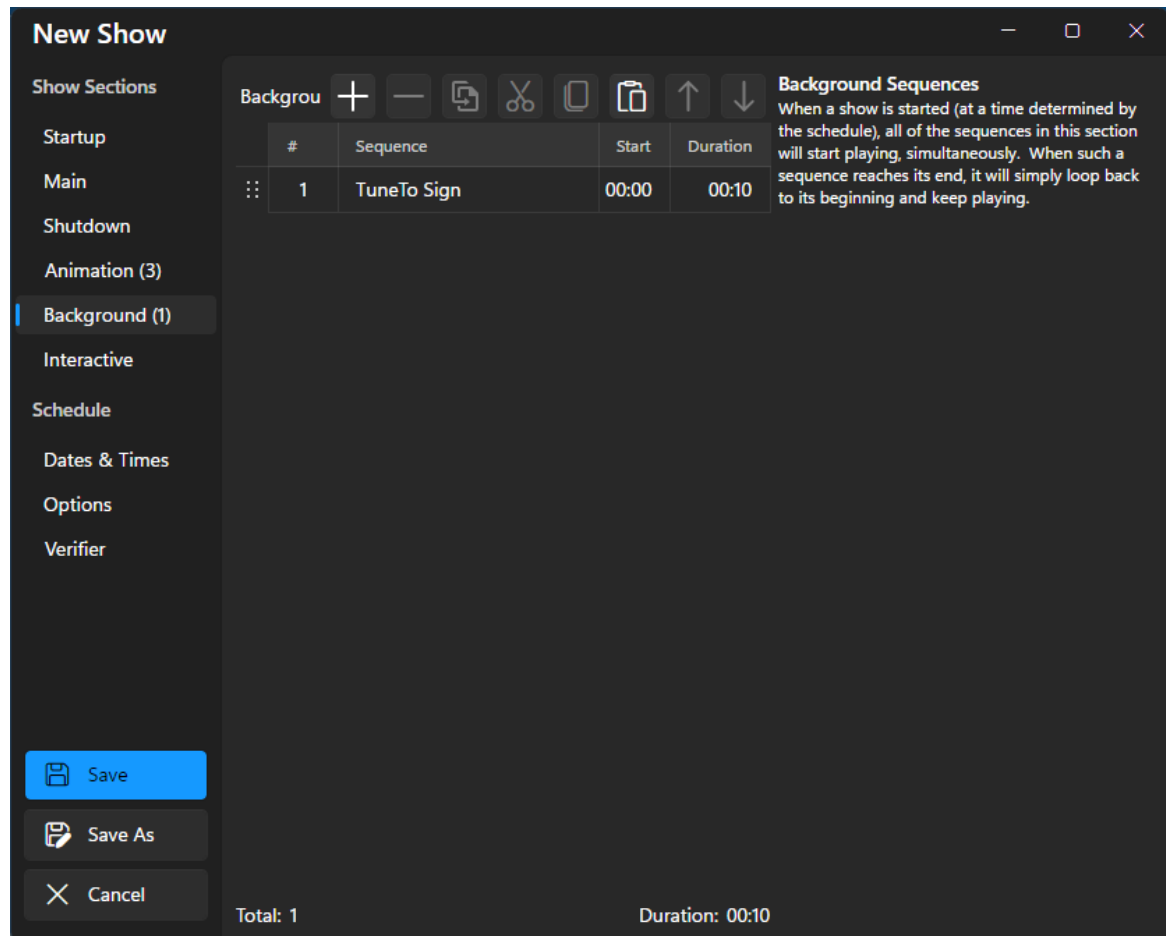 New Show
Show Sections
Startup
Main
Shutdown
Animation (3)
Background (1)
Interactive
Schedule
Dates & Times
Options
Verifier
Save
Save As
Cancel
Backgrou
# Sequence Start Duration
1 TuneTo Sign 00:00 00:10
Total: 1 Duration: 00:10
Background Sequences
When a show is started (at a time determined by
the schedule), all of the sequences in this section
will start playing, simultaneously. When such a
sequence reaches its end, it will simply loop back
to its beginning and keep playing.